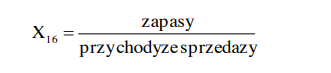 X16 = zapasy
przychodyzesprzedazy